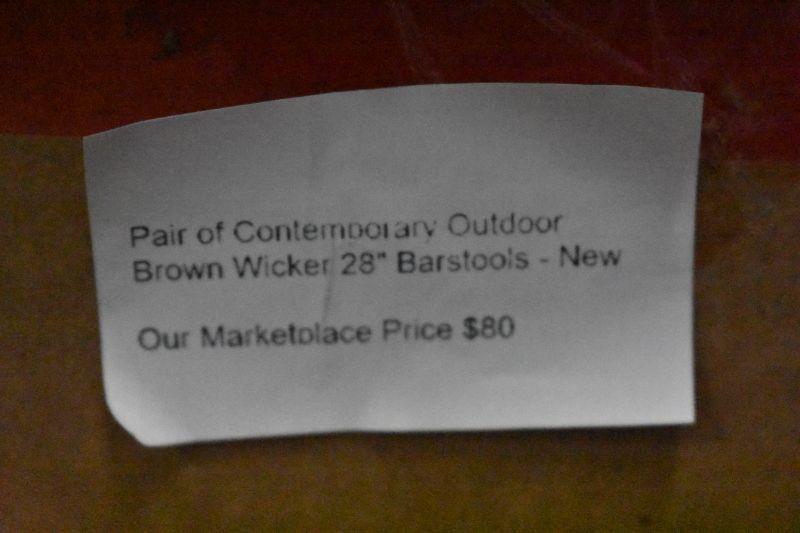 Pair of Contemporary Outdoor
Brown Wicker 28" Barstools - New
Our Marketplace Price $80